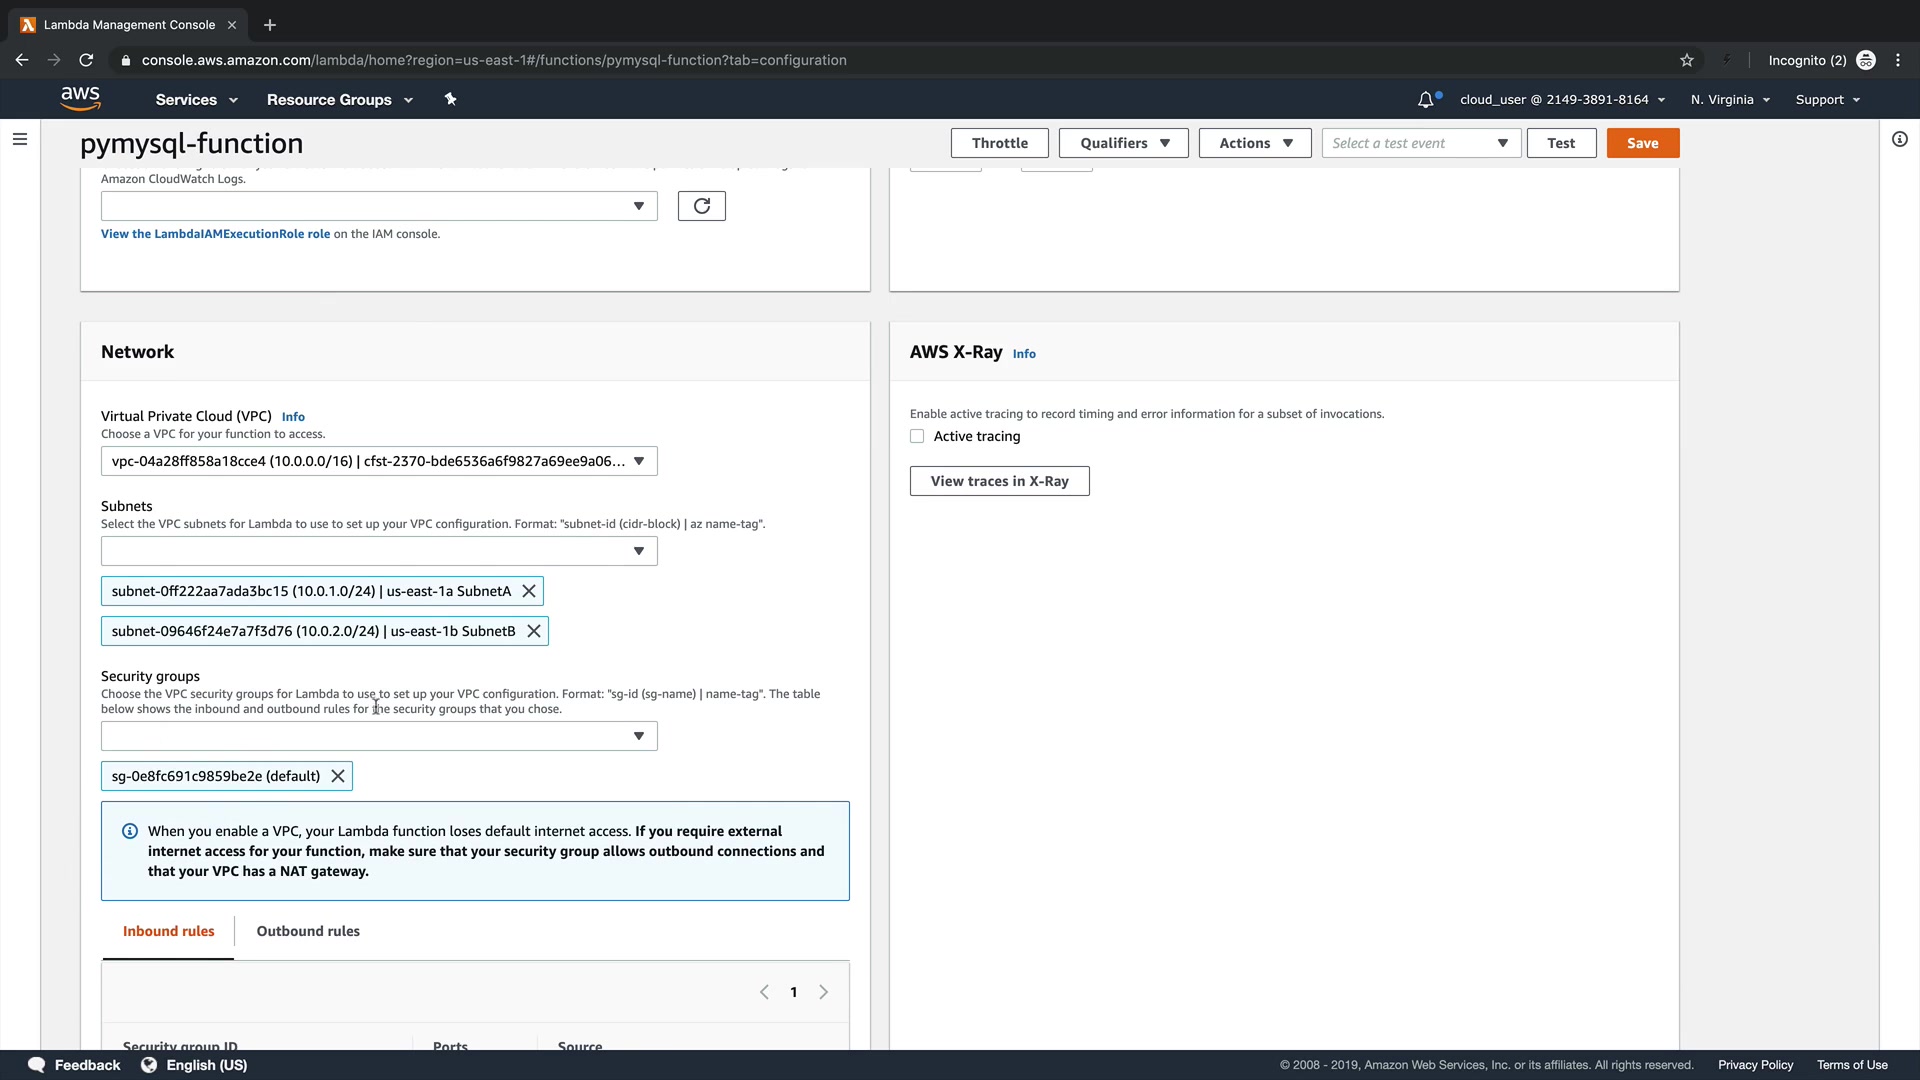 Lambda Management Console
console.aws.amazon.com/lambda/home?region=us-east-1#/functions/pymysql-function?tab=configuration
Incognito (2)
aws
Services
Resource Groups
cloud_user @ 2149-3891-8164
N. Virginia
Support
pymysql-function
Throttle
Qualifiers
Actions
Select a test event
Test
Save
Amazon CloudWatch Logs.
View the LambdaIAMExecutionRole role on the IAM console.
Network
Virtual Private Cloud (VPC) Info
Choose a VPC for your function to access.
vpc-04a28ff858a18cce4 (10.0.0.0/16) | cfst-2370-bde6536a6f9827a69ee9a06...
Subnets
Select the VPC subnets for Lambda to use to set up your VPC configuration. Format: "subnet-id (cidr-block) | az name-tag".
subnet-0ff222aa7ada3bc15 (10.0.1.0/24) | us-east-1a SubnetA
subnet-09646f24e7a7f3d76 (10.0.2.0/24) | us-east-1b SubnetB
Security groups
Choose the VPC security groups for Lambda to use to set up your VPC configuration. Format: "sg-id (sg-name) | name-tag". The table
below shows the inbound and outbound rules for the security groups that you chose.
sg-0e8fc691c9859be2e (default)
When you enable a VPC, your Lambda function loses default internet access. If you require external
internet access for your function, make sure that your security group allows outbound connections and
that your VPC has a NAT gateway.
Inbound rules
Outbound rules
1
Security group ID
Ports
Source
AWS X-Ray Info
Enable active tracing to record timing and error information for a subset of invocations.
Active tracing
View traces in X-Ray
Feedback
English (US)
© 2008 - 2019, Amazon Web Services, Inc. or its affiliates. All rights reserved.
Privacy Policy
Terms of Use